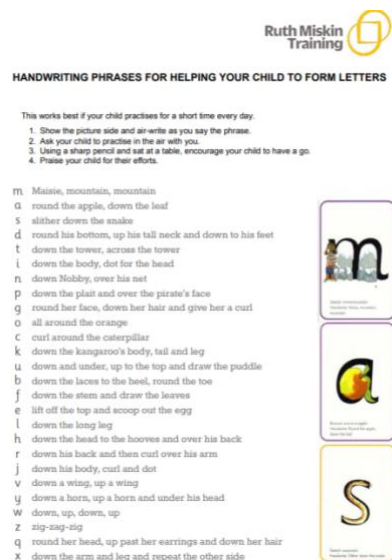 Ruth Miskin
Training
HANDWRITING PHRASES FOR HELPING YOUR CHILD TO FORM LETTERS
This works best if your child practises for a short time every day.
1. Show the picture side and air-write as you say the phrase.
2. Ask your child to practise in the air with you.
3. Using a sharp pencil and sat at a table, encourage your child to have a go.
4. Praise your child for their efforts.
m Maisie, mountain, mountain
a round the apple, down the leaf
s slither down the snake
d round his bottom, up his tall neck and down to his feet
t down the tower, across the tower
i down the body, dot for the head
n down Nobby, over his net
p down the plait and over the pirate's face
g round her face, down her hair and give her a curl
o all around the orange
c curl around the caterpillar
k down the kangaroo's body, tail and leg
u down and under, up to the top and draw the puddle
b down the laces to the heel, round the toe
f down the stem and draw the leaves
e lift off the top and scoop out the egg
l down the long leg
h down the head to the hooves and over his back
r down his back and then curl over his arm
j down his body, curl and dot
v down a wing, up a wing
y down a horn, up a horn and under his head
w down, up, down, up
z zig-zag-zig
q round her head, up past her earrings and down her hair
x down the arm and leg and repeat the other side
m
a
s